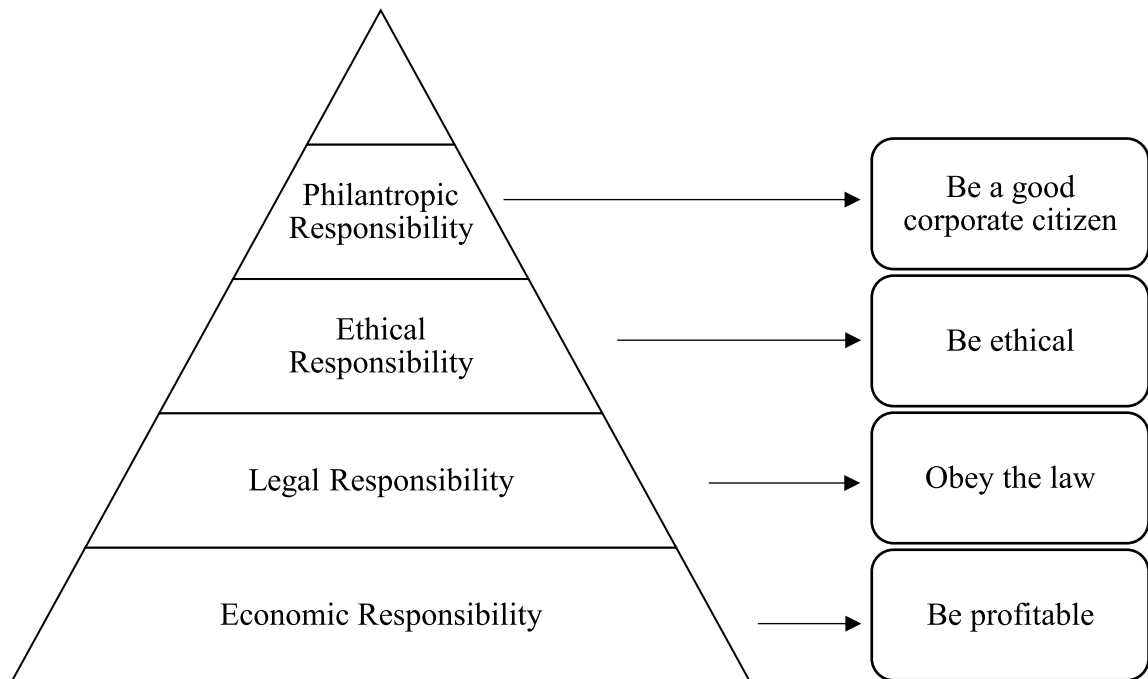 Philantropic
Responsibility
Be a good
corporate citizen
Ethical
Responsibility
Be ethical
Legal Responsibility
Obey the law
Economic Responsibility
Be profitable